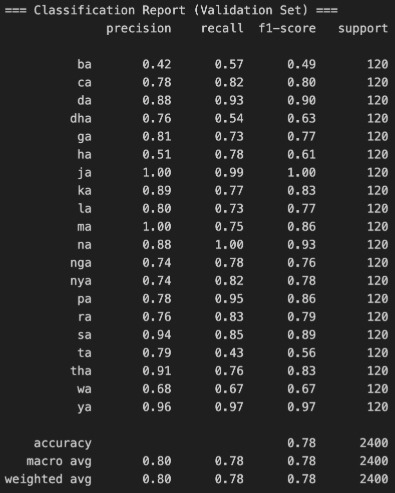 === Classification Report (Validation Set) ===
precision recall f1-score support
ba 0.42 0.57 0.49 120
ca 0.78 0.82 0.80 120
da 0.88 0.93 0.90 120
dha 0.76 0.54 0.63 120
ga 0.81 0.73 0.77 120
ha 0.51 0.78 0.61 120
ja 1.00 0.99 1.00 120
ka 0.89 0.77 0.83 120
la 0.80 0.73 0.77 120
ma 1.00 0.75 0.86 120
na 0.88 1.00 0.93 120
nga 0.74 0.78 0.76 120
nya 0.74 0.82 0.78 120
pa 0.78 0.95 0.86 120
ra 0.76 0.83 0.79 120
sa 0.94 0.85 0.89 120
ta 0.79 0.43 0.56 120
tha 0.91 0.76 0.83 120
wa 0.68 0.67 0.67 120
ya 0.96 0.97 0.97 120
accuracy 0.78 2400
macro avg 0.80 0.78 0.78 2400
weighted avg 0.80 0.78 0.78 2400